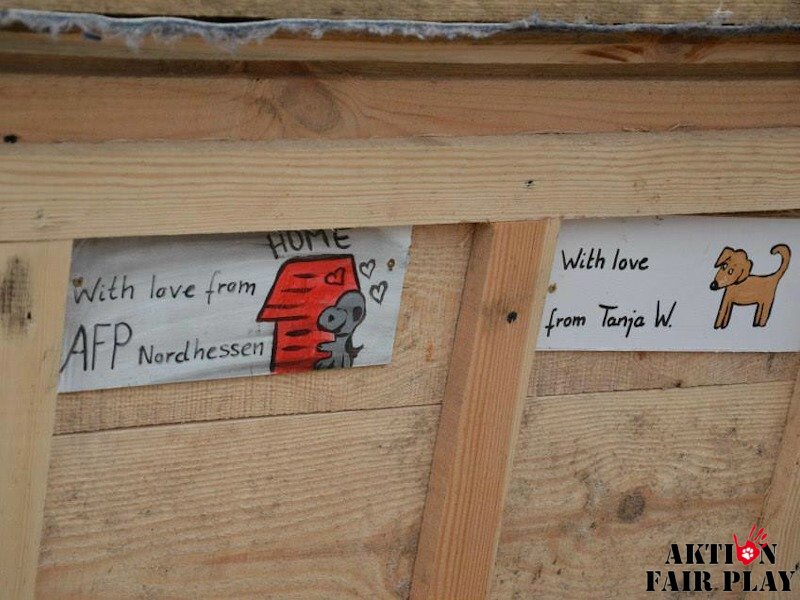 HOME
With love from
AFP Nordhessen
With love
from Tanja W.
AKTION
FAIR PLAY